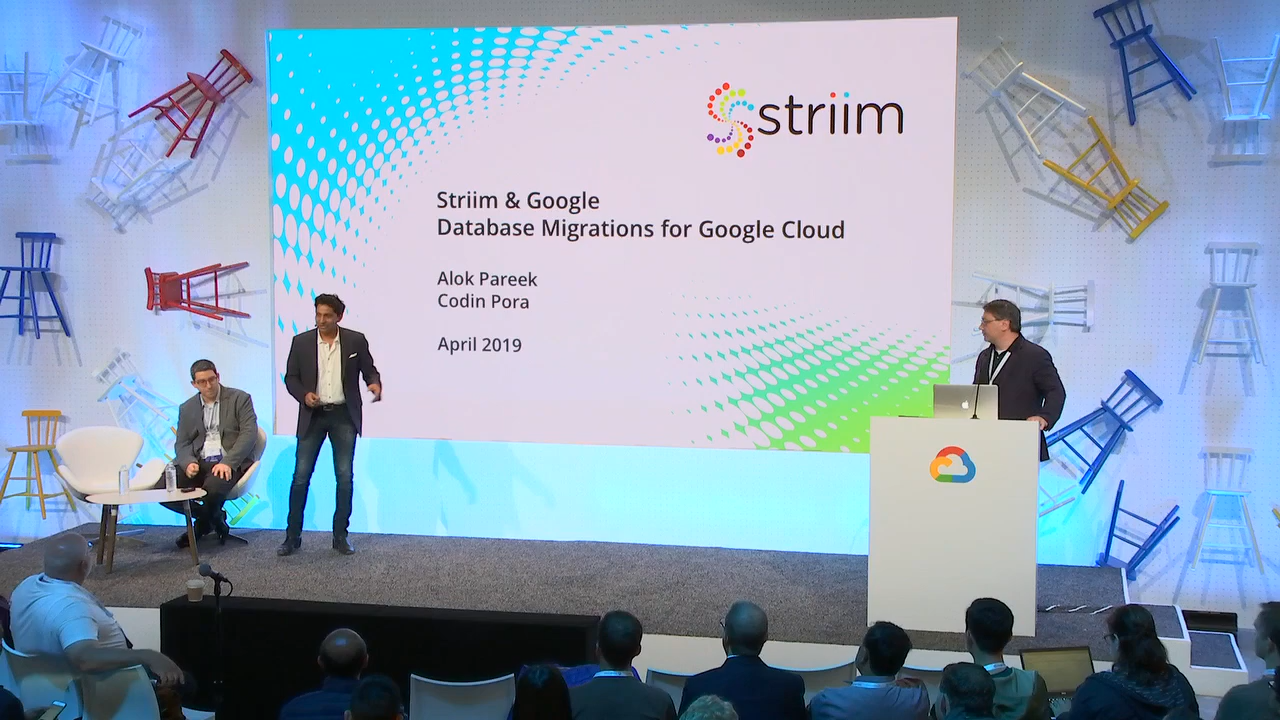 striim
Striim & Google
Database Migrations for Google Cloud
Alok Pareek
Codin Pora
April 2019